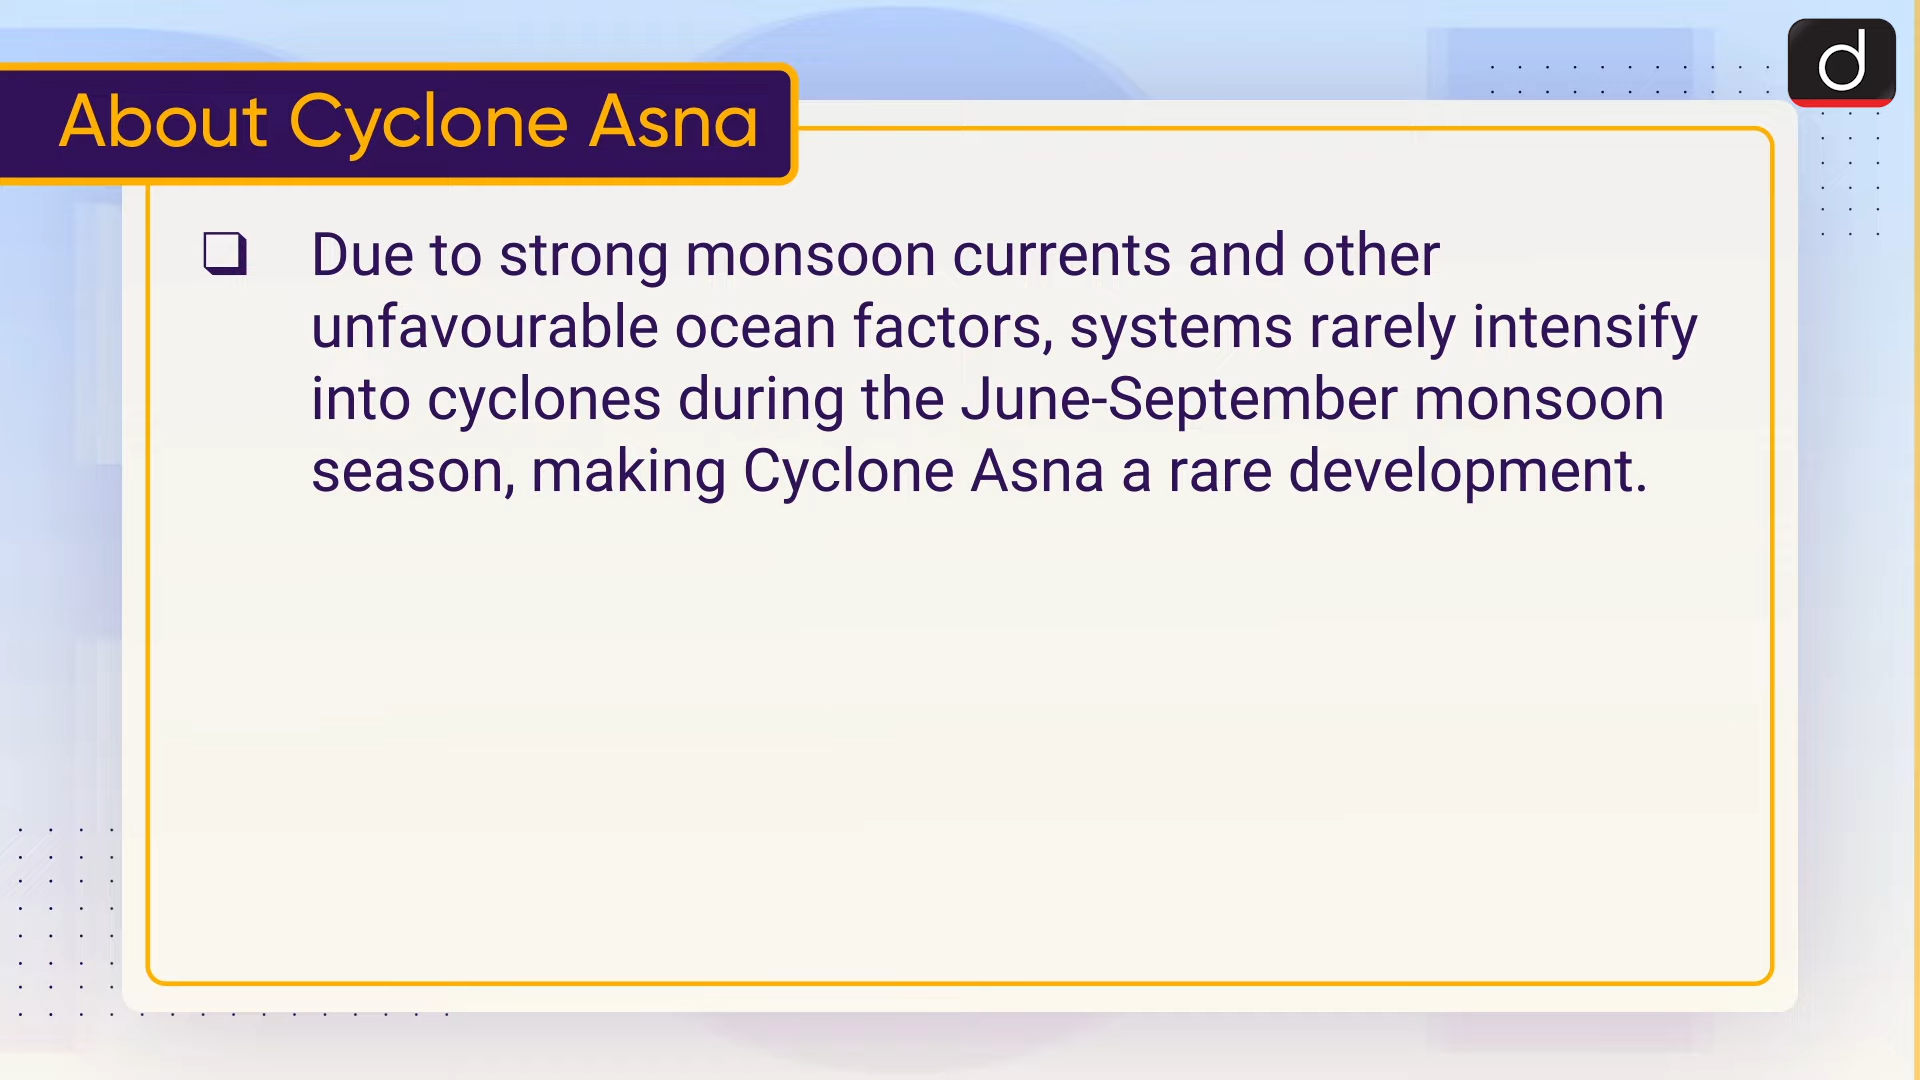 d
About Cyclone Asna
❑ Due to strong monsoon currents and other
unfavourable ocean factors, systems rarely intensify
into cyclones during the June-September monsoon
season, making Cyclone Asna a rare development.